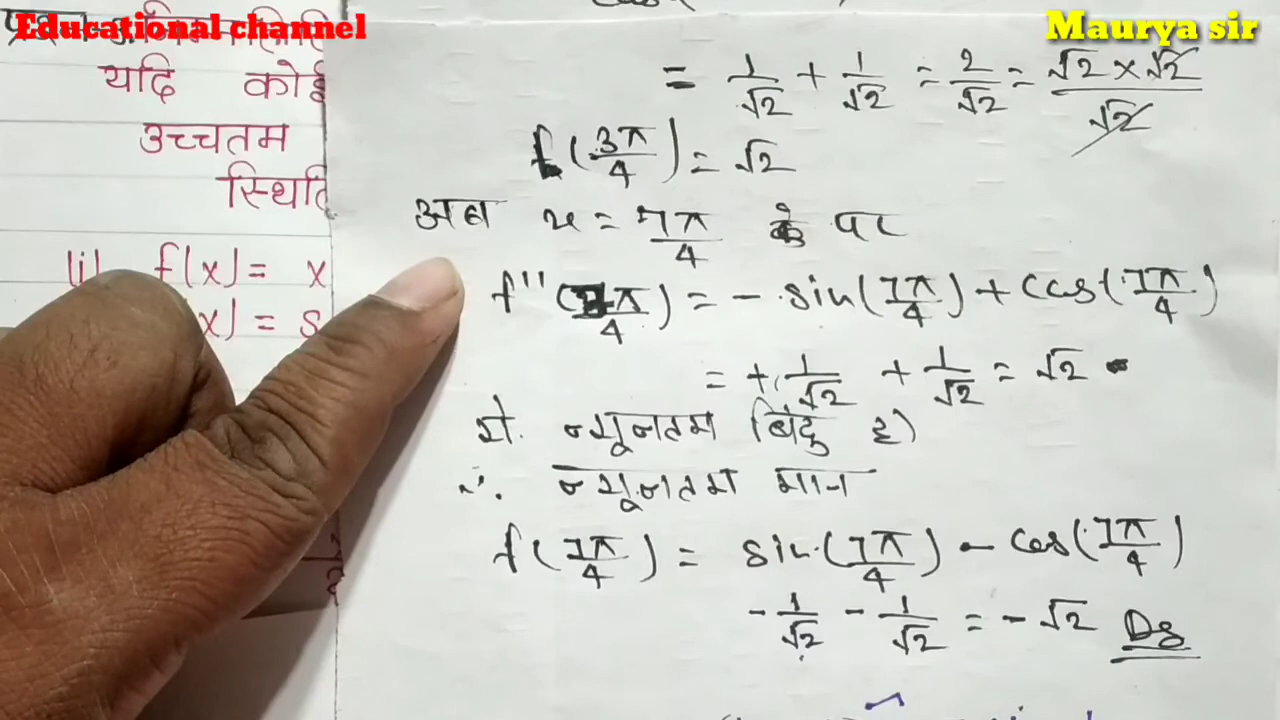 Educational channel
Maurya sir
यदि कोई
उच्चतम
स्थिति
(i) f(x) = x
x) = s
= 1/√2 + 1/√2 = 2/√2 = √2 × √2/√2
f(3π/4) = √2
अब x = 7π/4 के पर
f''(7π/4) = - sin(7π/4) + cos(7π/4)
= + 1/√2 + 1/√2 = √2
ये. न्यूनतम बिंदु है)
∴ न्यूनतम मान
f(7π/4) = sin(7π/4) - cos(7π/4)
- 1/√2 - 1/√2 = - √2